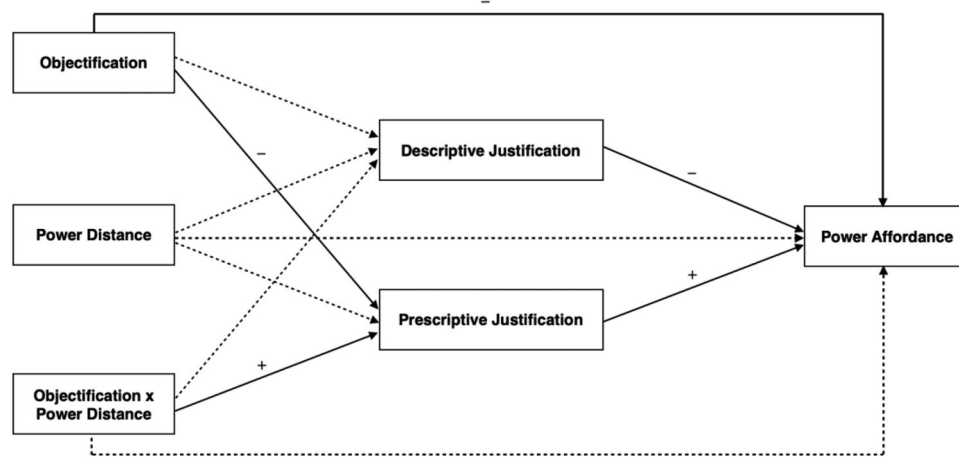 –
Objectification
Descriptive Justification
–
–
Power Distance
Power Affordance
+
Prescriptive Justification
+
Objectification x
Power Distance